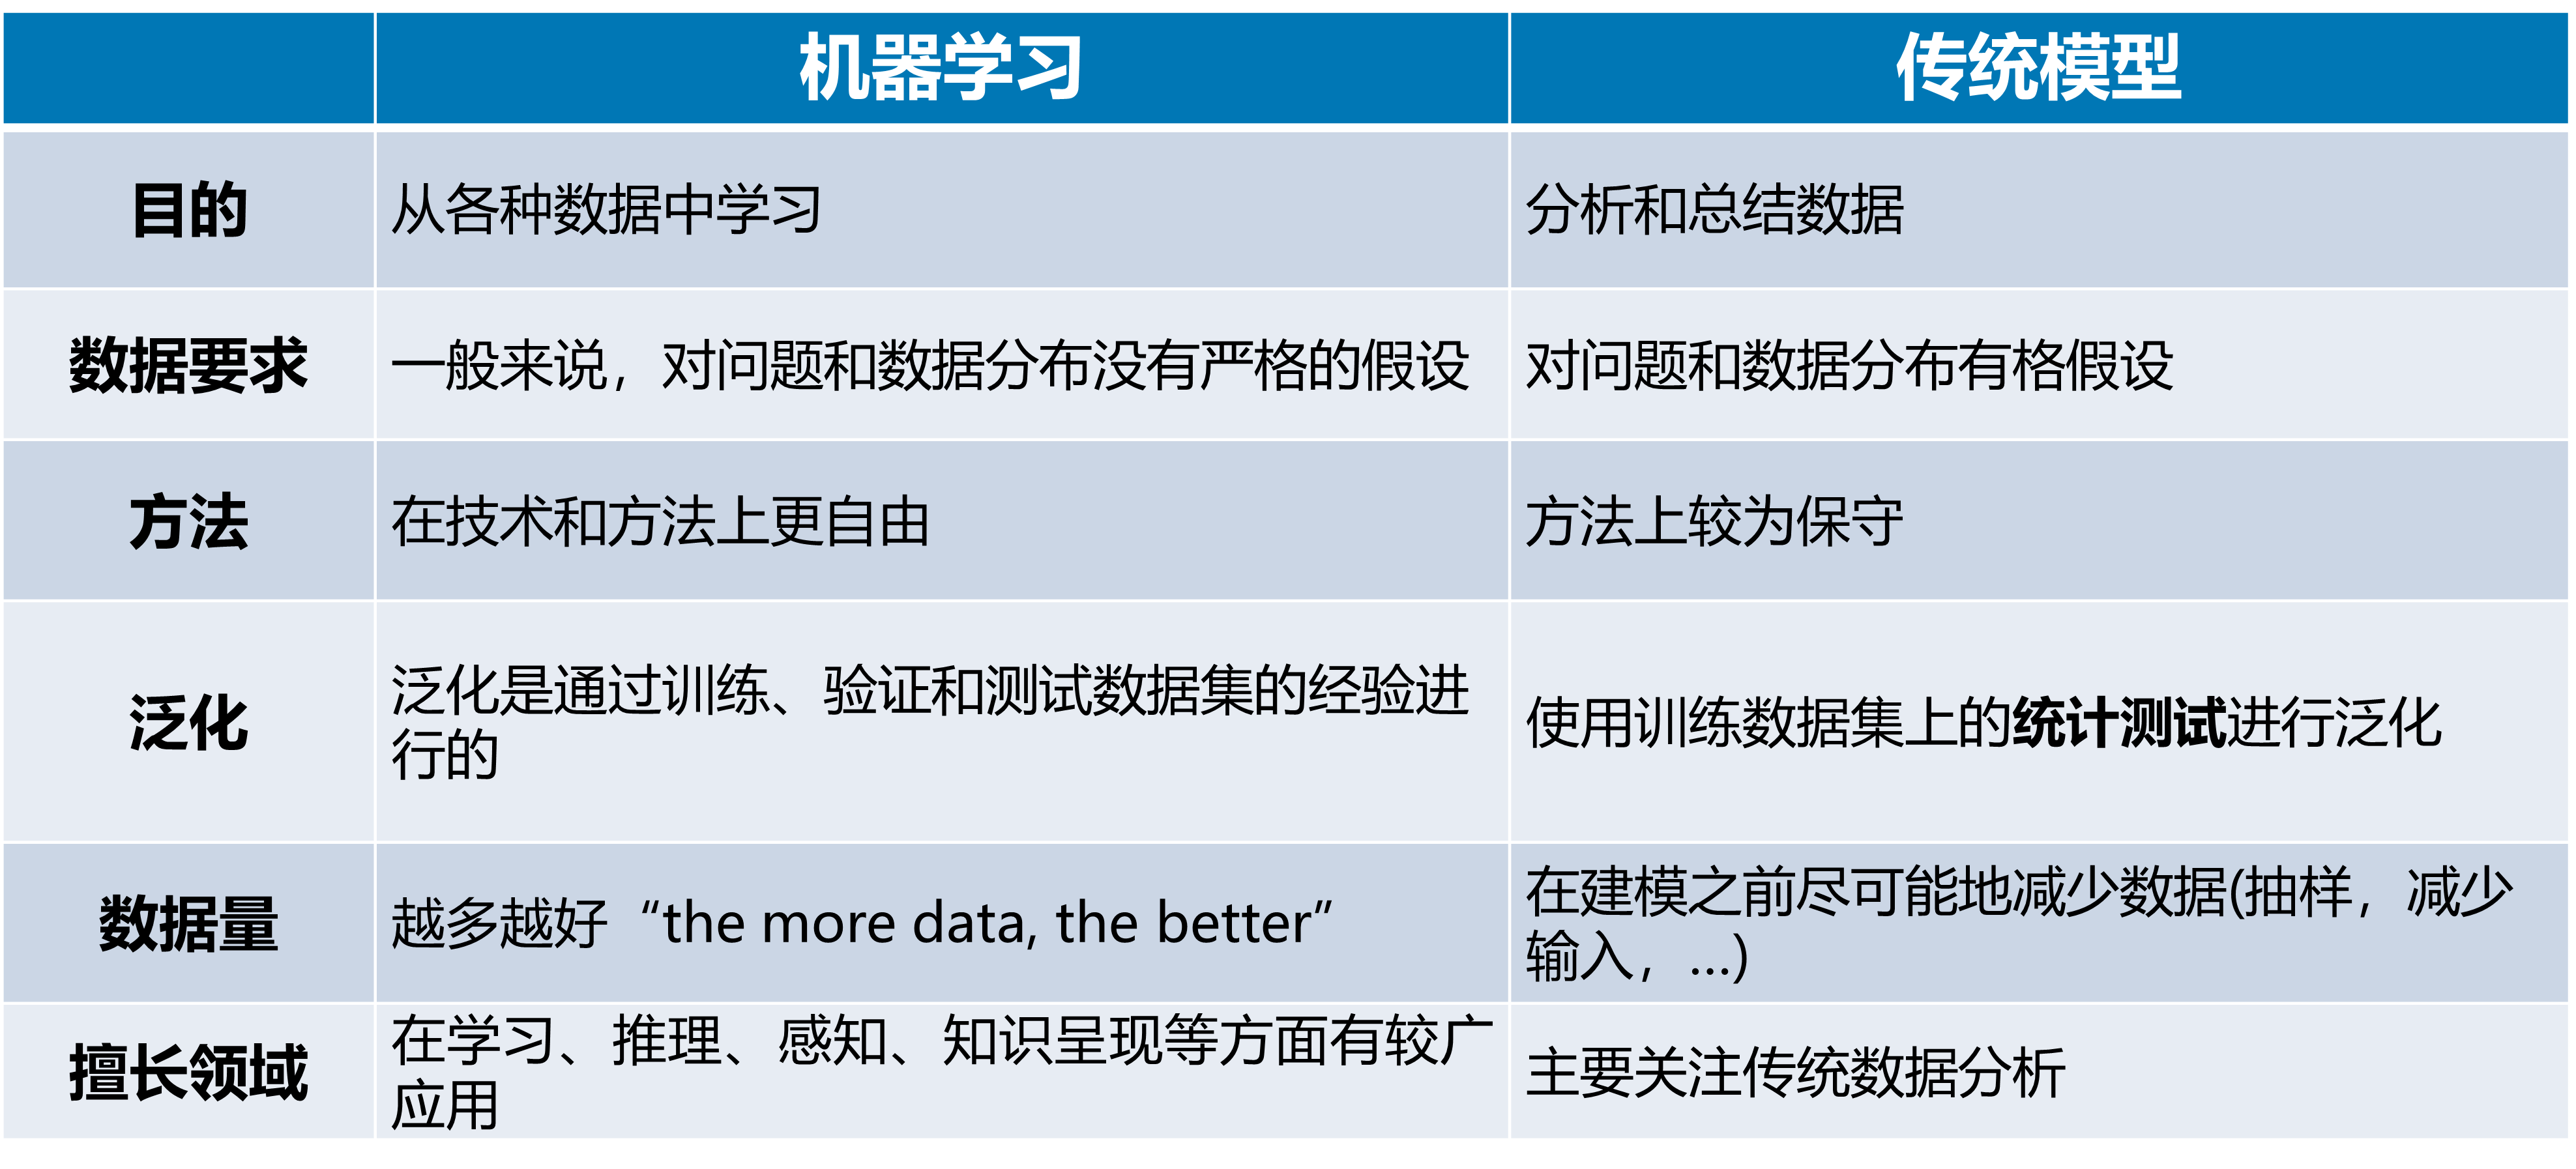 机器学习
传统模型
目的
从各种数据中学习
分析和总结数据
数据要求
一般来说，对问题和数据分布没有严格的假设
对问题和数据分布有格假设
方法
在技术和方法上更自由
方法上较为保守
泛化
泛化是通过训练、验证和测试数据集的经验进
行的
使用训练数据集上的统计测试进行泛化
数据量
越多越好“the more data, the better”
在建模之前尽可能地减少数据(抽样，减少
输入，...)
擅长领域
在学习、推理、感知、知识呈现等方面有较广
应用
主要关注传统数据分析